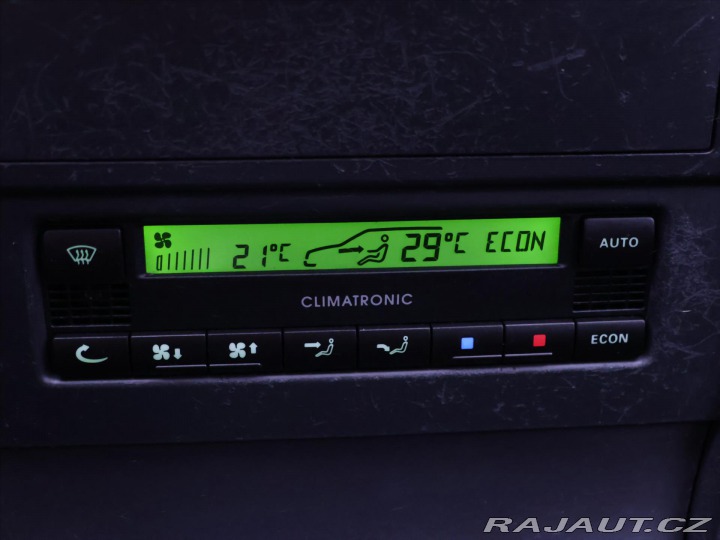 21°C 29°C ECON
AUTO
CLIMATRONIC
ECON
RAJAUT.CZ